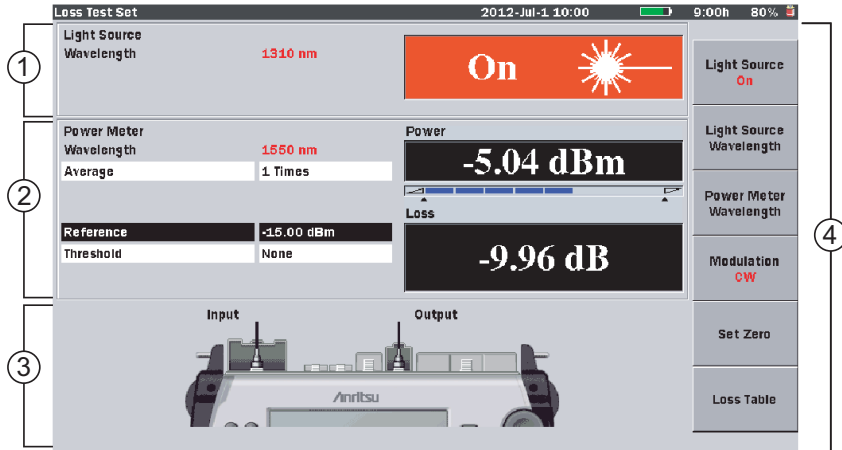 Loss Test Set 2012-Jul-1 10:00 9:00h 80%
1
Light Source
Wavelength 1310 nm
On
2
Power Meter
Wavelength 1550 nm
Average 1 Times
Reference -15.00 dBm
Threshold None
Power
-5.04 dBm
Loss
-9.96 dB
3
Input Output
Anritsu
4
Light Source
On
Light Source
Wavelength
Power Meter
Wavelength
Modulation
CW
Set Zero
Loss Table